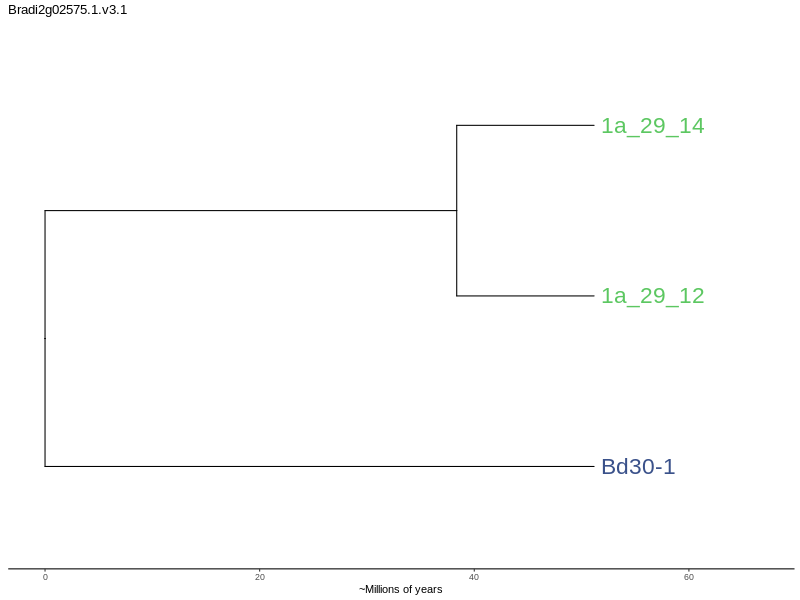 Bradi2g02575.1.v3.1
1a_29_14
1a_29_12
Bd30-1
0 20 40 60
~Millions of years